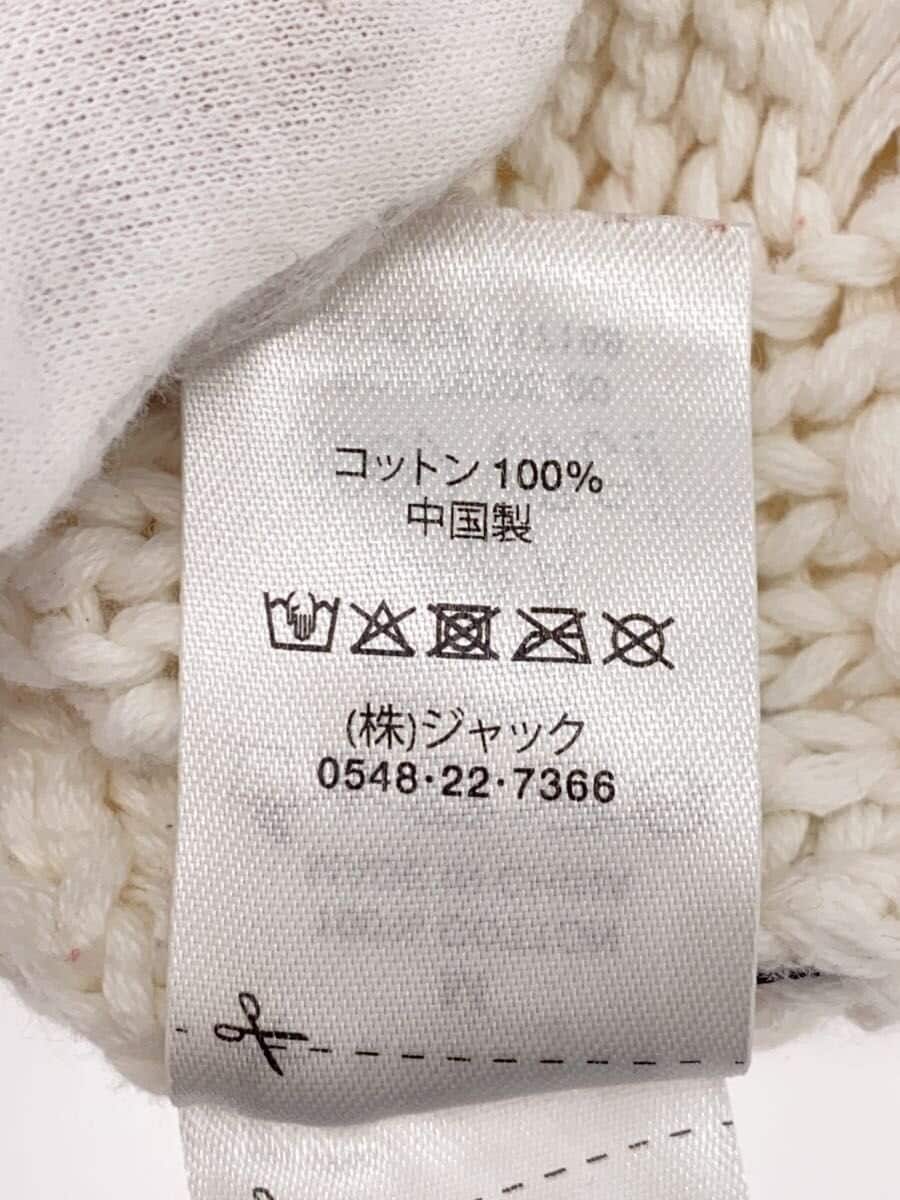 コットン 100%
中国製
(株)ジャック
0548·22·7366